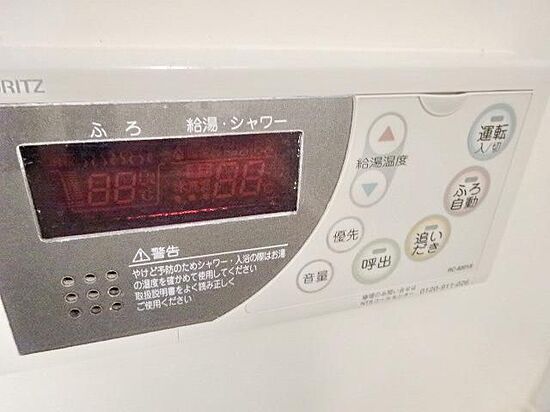 RITZ
ふろ 給湯・シャワー
88 88
給湯温度
運転
入/切
ふろ
自動
優先
追い
だき
音量
呼出
⚠警告
やけど予防のためシャワー・入浴の際はお湯
の温度を確かめて使用してください
取扱説明書をよく読み正しく
ご使用ください
0120-911-026